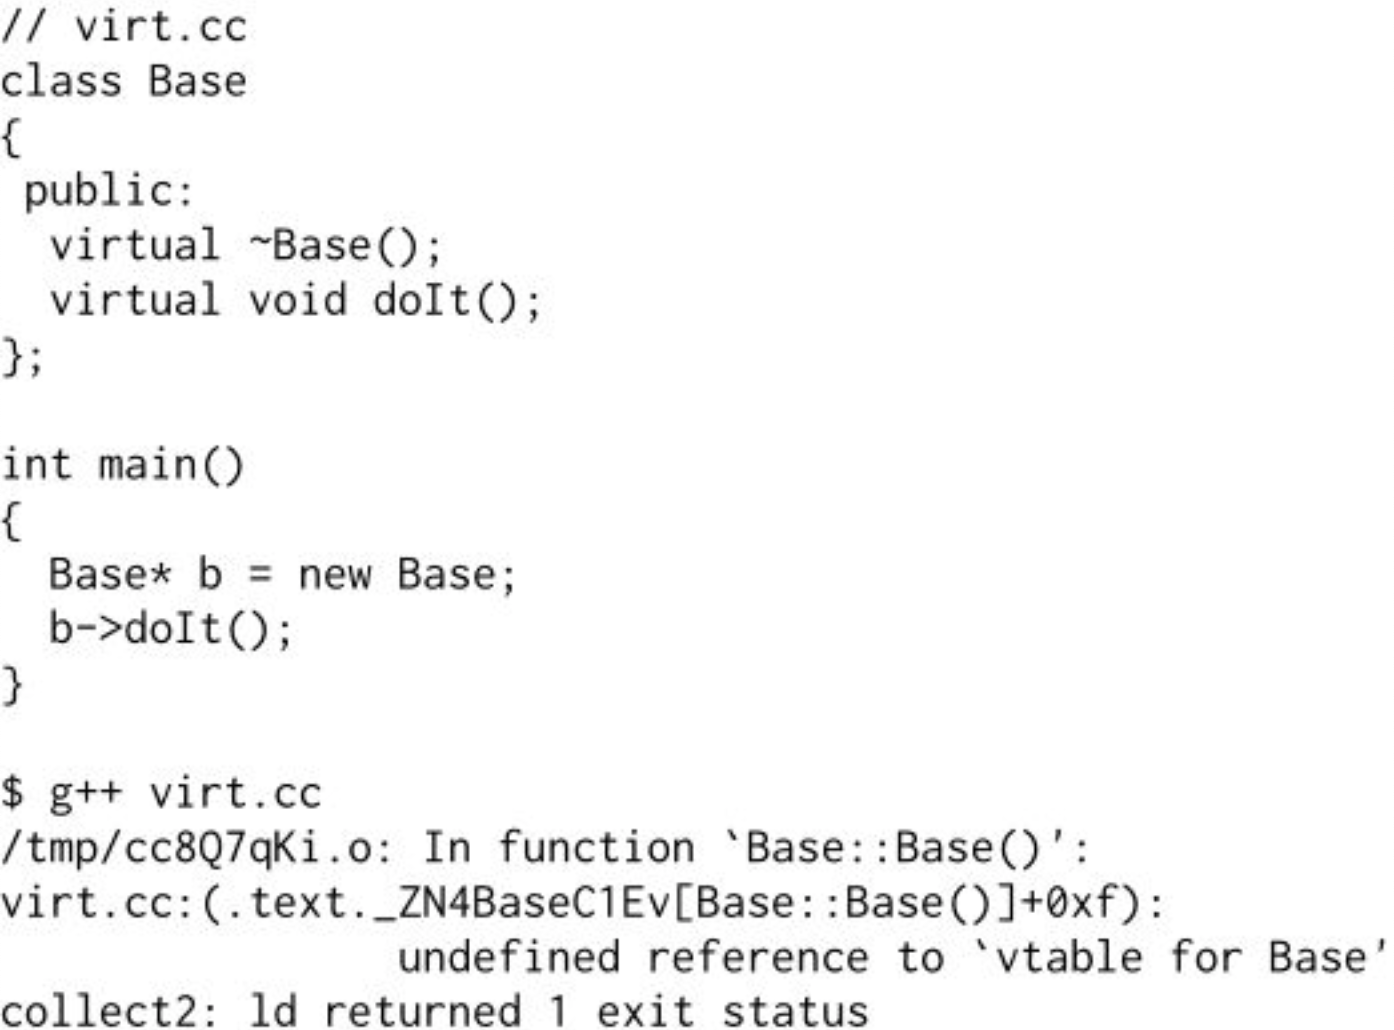 // virt.cc
class Base
{
 public:
  virtual ~Base();
  virtual void doIt();
};

int main()
{
  Base* b = new Base;
  b->doIt();
}

$ g++ virt.cc
/tmp/cc8Q7qKi.o: In function `Base::Base()':
virt.cc:(.text._ZN4BaseC1Ev[Base::Base()]+0xf):
                undefined reference to `vtable for Base'
collect2: ld returned 1 exit status